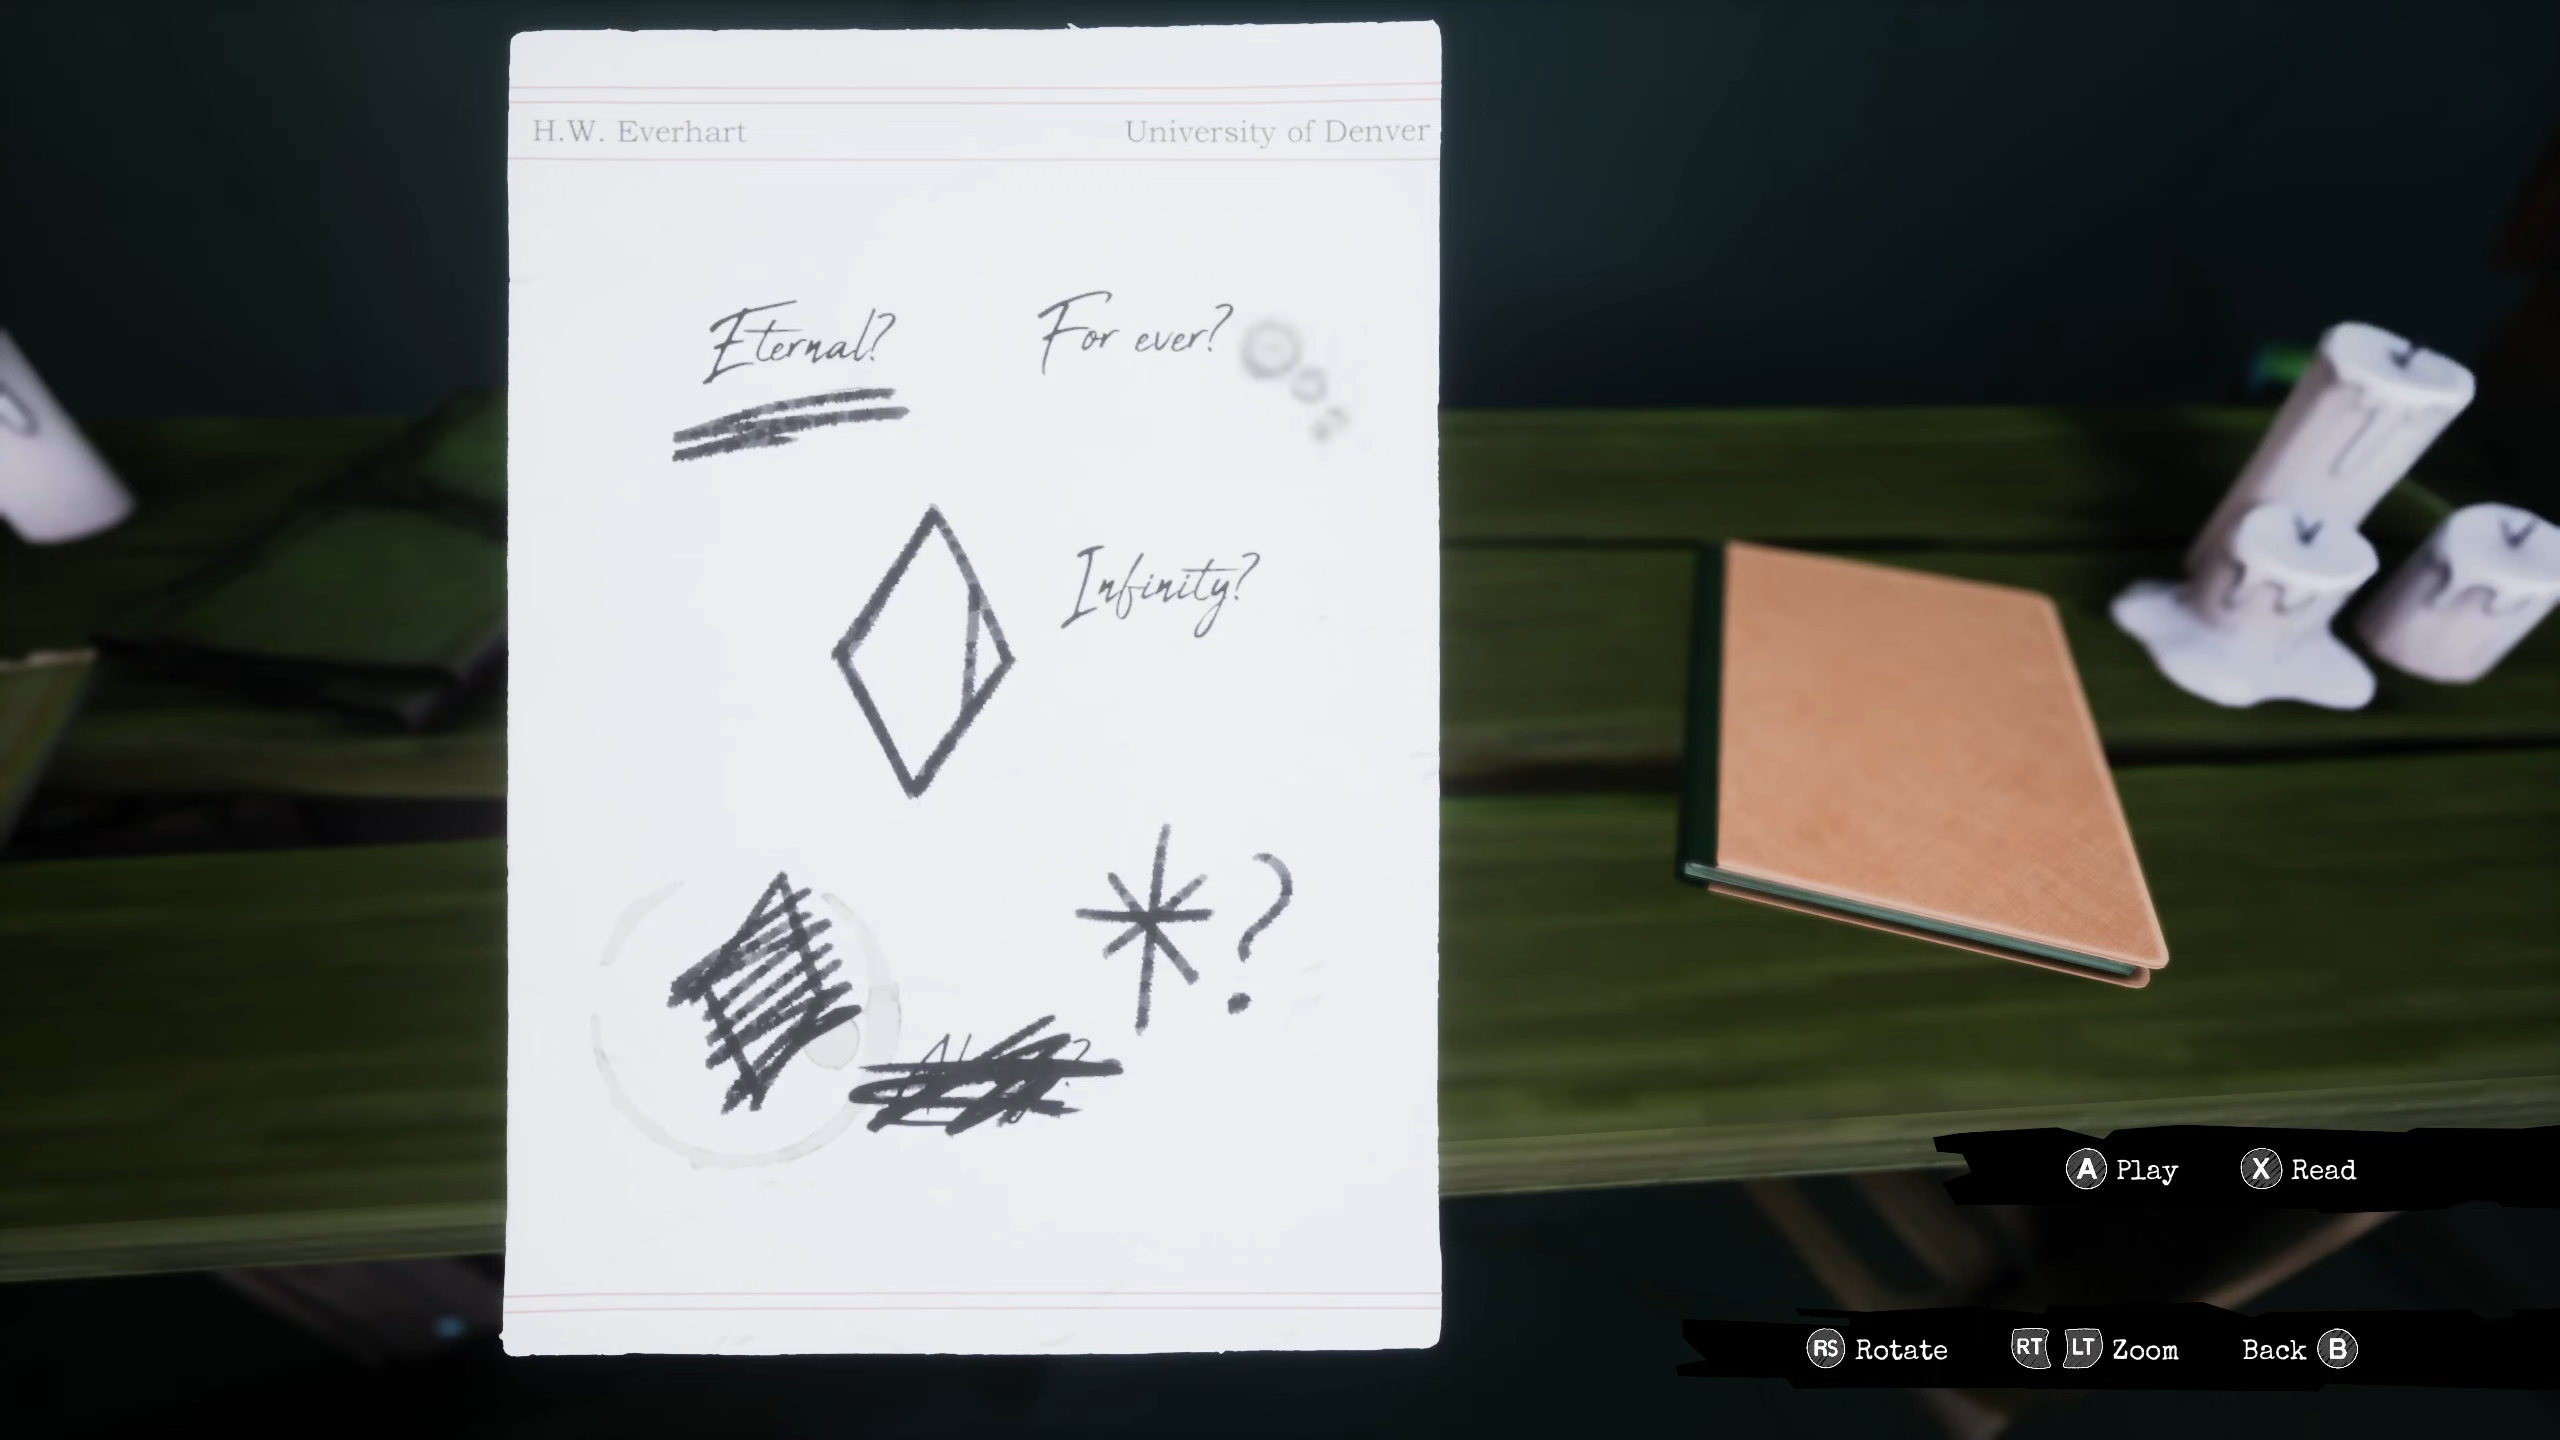 H.W. Everhart University of Denver
Eternal? For ever?
Infinity?
?
A Play X Read
RS Rotate RT LT Zoom Back B